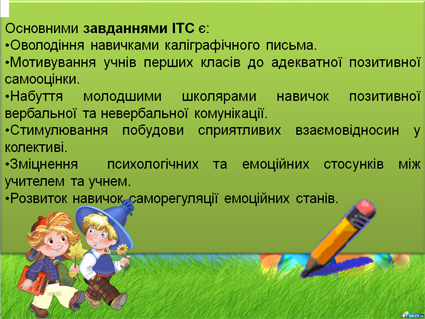 Основними завданнями ІТС є:
•Оволодіння навичками каліграфічного письма.
•Мотивування учнів перших класів до адекватної позитивної
самооцінки.
•Набуття молодшими школярами навичок позитивної
вербальної та невербальної комунікації.
•Стимулювання побудови сприятливих взаємовідносин у
колективі.
•Зміцнення психологічних та емоційних стосунків між
учителем та учнем.
•Розвиток навичок саморегуляції емоційних станів.